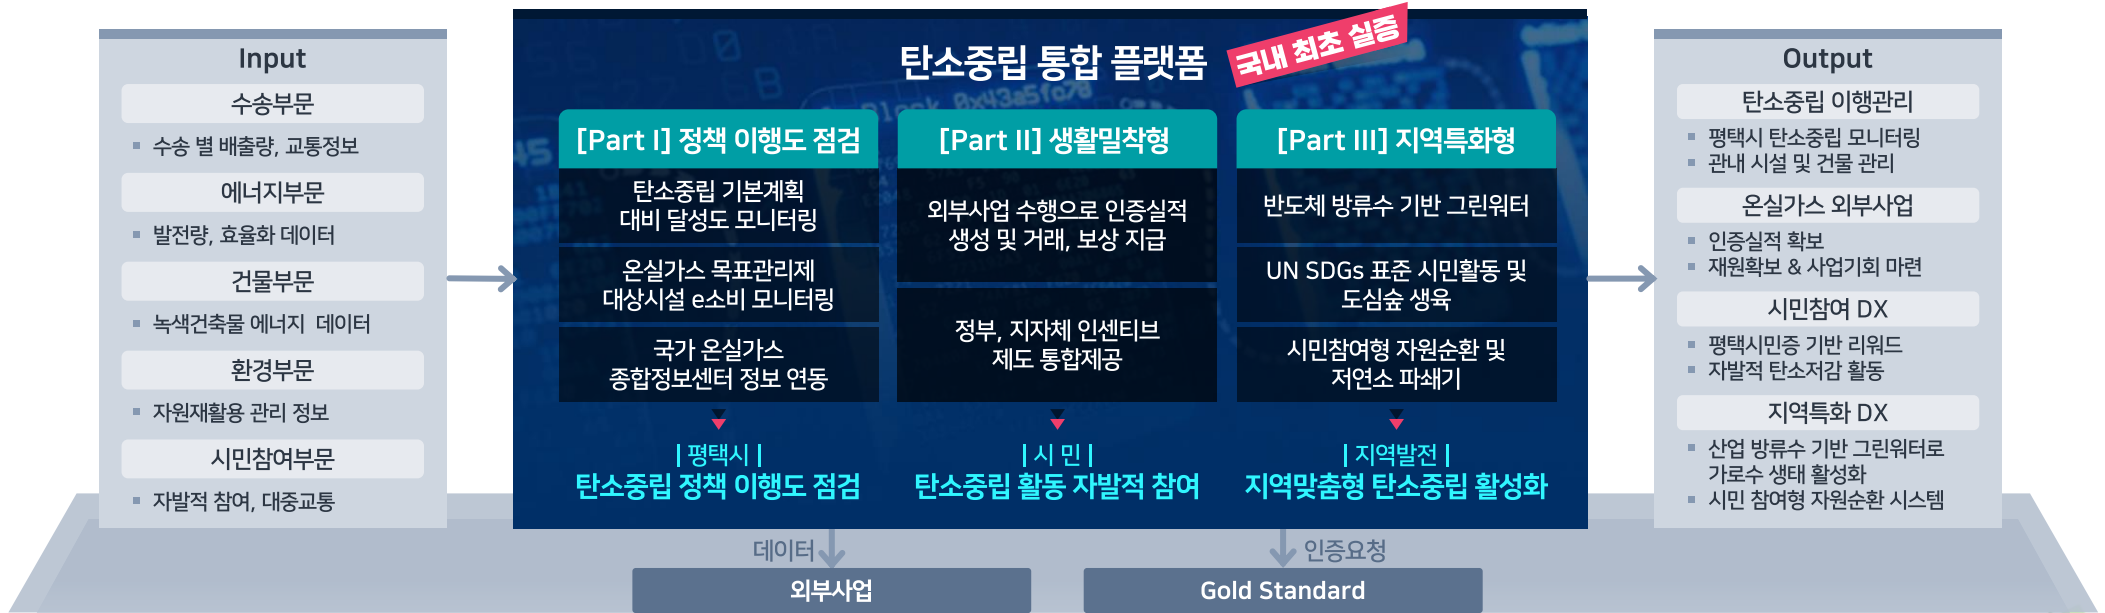 Input
수송부문
수송 별 배출량, 교통정보
에너지부문
발전량, 효율화 데이터
건물부문
녹색건축물 에너지 데이터
환경부문
자원재활용 관리 정보
시민참여부문
자발적 참여, 대중교통
탄소중립 통합 플랫폼
국내 최초 실증
Block 0x43a5fc78
[Part I] 정책 이행도 점검
탄소중립 기본계획
대비 달성도 모니터링
온실가스 목표관리제
대상시설 e소비 모니터링
국가 온실가스
종합정보센터 정보 연동
| 평택시 |
탄소중립 정책 이행도 점검
[Part II] 생활밀착형
외부사업 수행으로 인증실적
생성 및 거래, 보상 지급
정부, 지자체 인센티브
제도 통합제공
| 시 민 |
탄소중립 활동 자발적 참여
[Part III] 지역특화형
반도체 방류수 기반 그린워터
UN SDGs 표준 시민활동 및
도심숲 생육
시민참여형 자원순환 및
저연소 파쇄기
| 지역발전 |
지역맞춤형 탄소중립 활성화
데이터
외부사업
인증요청
Gold Standard
Output
탄소중립 이행관리
평택시 탄소중립 모니터링
관내 시설 및 건물 관리
온실가스 외부사업
인증실적 확보
재원확보 & 사업기회 마련
시민참여 DX
평택시민증 기반 리워드
자발적 탄소저감 활동
지역특화 DX
산업 방류수 기반 그린워터로
가로수 생태 활성화
시민 참여형 자원순환 시스템